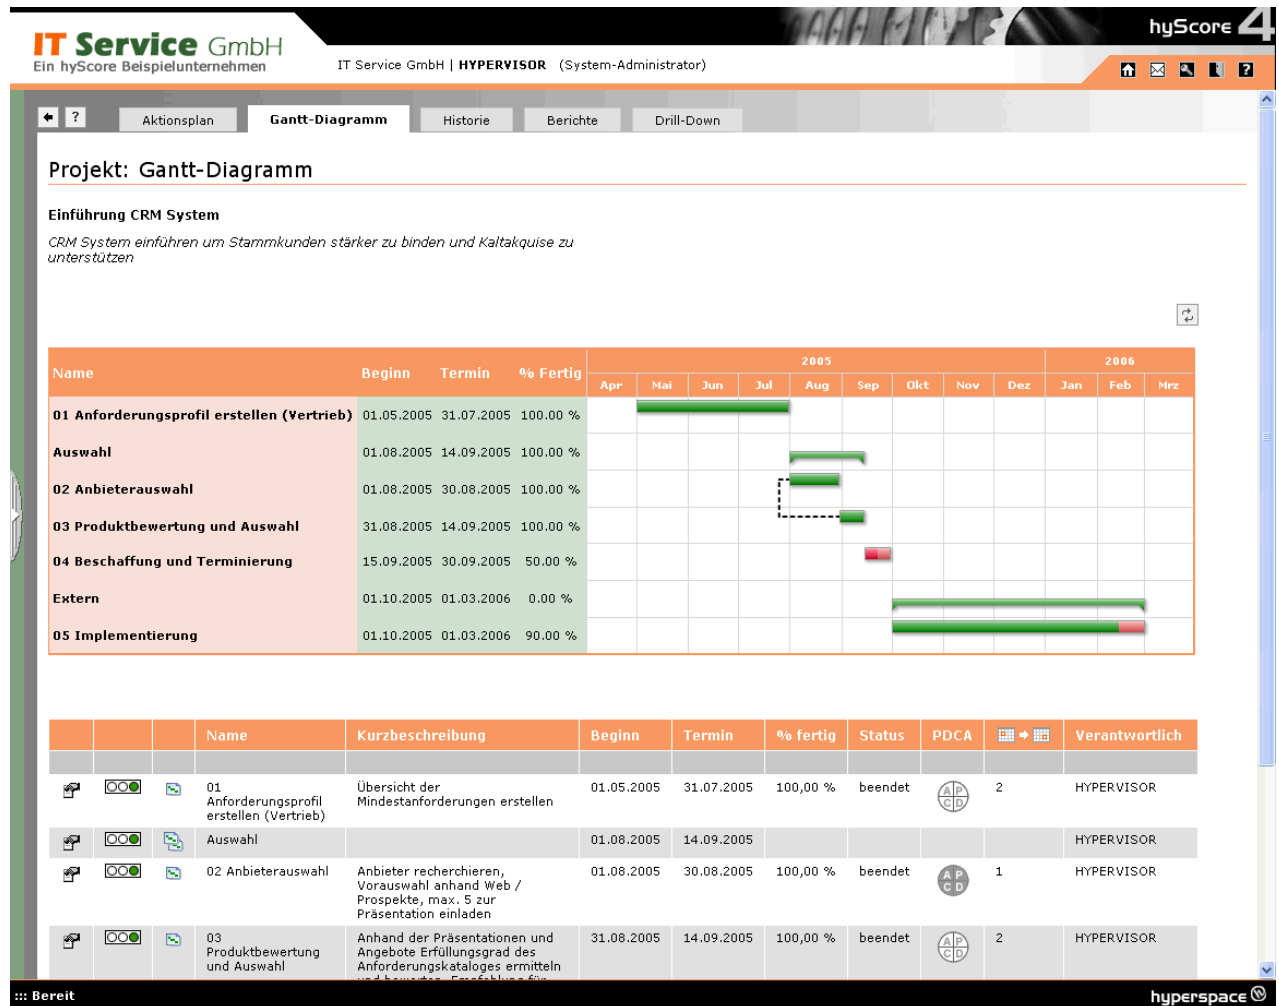 hyScore 4
IT Service GmbH
Ein hyScore Beispielunternehmen
IT Service GmbH | HYPERVISOR (System-Administrator)
?
?
Aktionsplan Gantt-Diagramm Historie Berichte Drill-Down
Projekt: Gantt-Diagramm
Einführung CRM System
CRM System einführen um Stammkunden stärker zu binden und Kaltakquise zu
unterstützen
2005 2006
Name Beginn Termin % Fertig
Apr Mai Jun Jul Aug Sep Okt Nov Dez Jan Feb Mrz
01 Anforderungsprofil erstellen (Vertrieb) 01.05.2005 31.07.2005 100.00 %
Auswahl 01.08.2005 14.09.2005 100.00 %
02 Anbieterauswahl 01.08.2005 30.08.2005 100.00 %
03 Produktbewertung und Auswahl 31.08.2005 14.09.2005 100.00 %
04 Beschaffung und Terminierung 15.09.2005 30.09.2005 50.00 %
Extern 01.10.2005 01.03.2006 0.00 %
05 Implementierung 01.10.2005 01.03.2006 90.00 %
Name Kurzbeschreibung Beginn Termin % fertig Status PDCA Verantwortlich
01 Übersicht der 01.05.2005 31.07.2005 100,00 % beendet A P 2 HYPERVISOR
Anforderungsprofil Mindestanforderungen erstellen C D
erstellen (Vertrieb)
Auswahl 01.08.2005 14.09.2005 HYPERVISOR
02 Anbieterauswahl Anbieter recherchieren, 01.08.2005 30.08.2005 100,00 % beendet A P 1 HYPERVISOR
Vorauswahl anhand Web / C D
Prospekte, max. 5 zur
Präsentation einladen
03 Anhand der Präsentationen und 31.08.2005 14.09.2005 100,00 % beendet A P 2 HYPERVISOR
Produktbewertung Angebote Erfüllungsgrad des C D
und Auswahl Anforderungskataloges ermitteln
::: Bereit
hyperspace